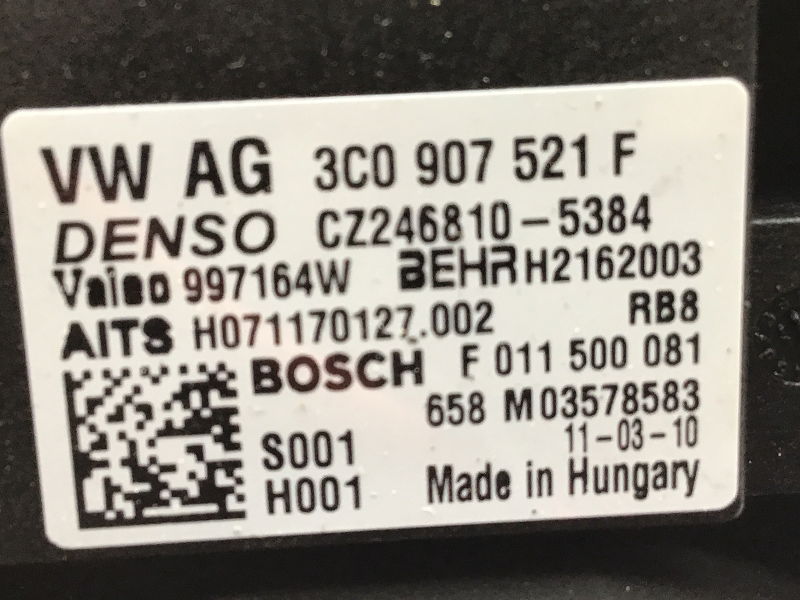 VW AG 3C0 907 521 F
DENSO CZ246810-5384
Valeo 997164W BEHR H2162003
AITS H071170127.002 RB8
BOSCH F 011 500 081
658 M03578583
S001 11-03-10
H001 Made in Hungary